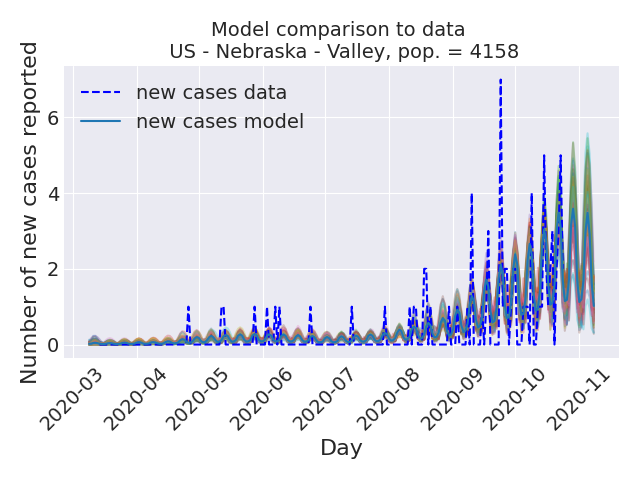 Model comparison to data
US - Nebraska - Valley, pop. = 4158
Number of new cases reported
new cases data
new cases model
6
4
2
0
2020-03
2020-04
2020-05
2020-06
2020-07
2020-08
2020-09
2020-10
2020-11
Day